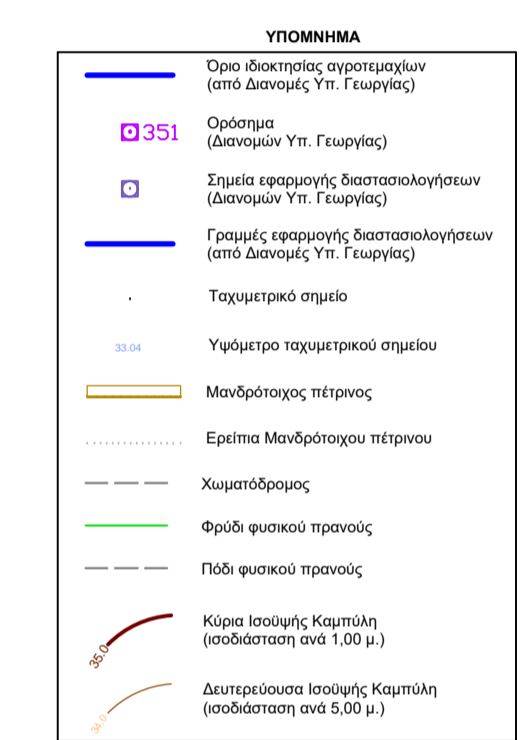 ΥΠΟΜΝΗΜΑ
Όριο ιδιοκτησίας αγροτεμαχίων
(από Διανομές Υπ. Γεωργίας)
351
Ορόσημα
(Διανομών Υπ. Γεωργίας)
Σημεία εφαρμογής διαστασιολογήσεων
(Διανομών Υπ. Γεωργίας)
Γραμμές εφαρμογής διαστασιολογήσεων
(από Διανομές Υπ. Γεωργίας)
Ταχυμετρικό σημείο
33.04
Υψόμετρο ταχυμετρικού σημείου
Μανδρότοιχος πέτρινος
Ερείπια Μανδρότοιχου πέτρινου
Χωματόδρομος
Φρύδι φυσικού πρανούς
Πόδι φυσικού πρανούς
35.0
Κύρια Ισοϋψής Καμπύλη
(ισοδιάσταση ανά 1,00 μ.)
34.0
Δευτερεύουσα Ισοϋψής Καμπύλη
(ισοδιάσταση ανά 5,00 μ.)